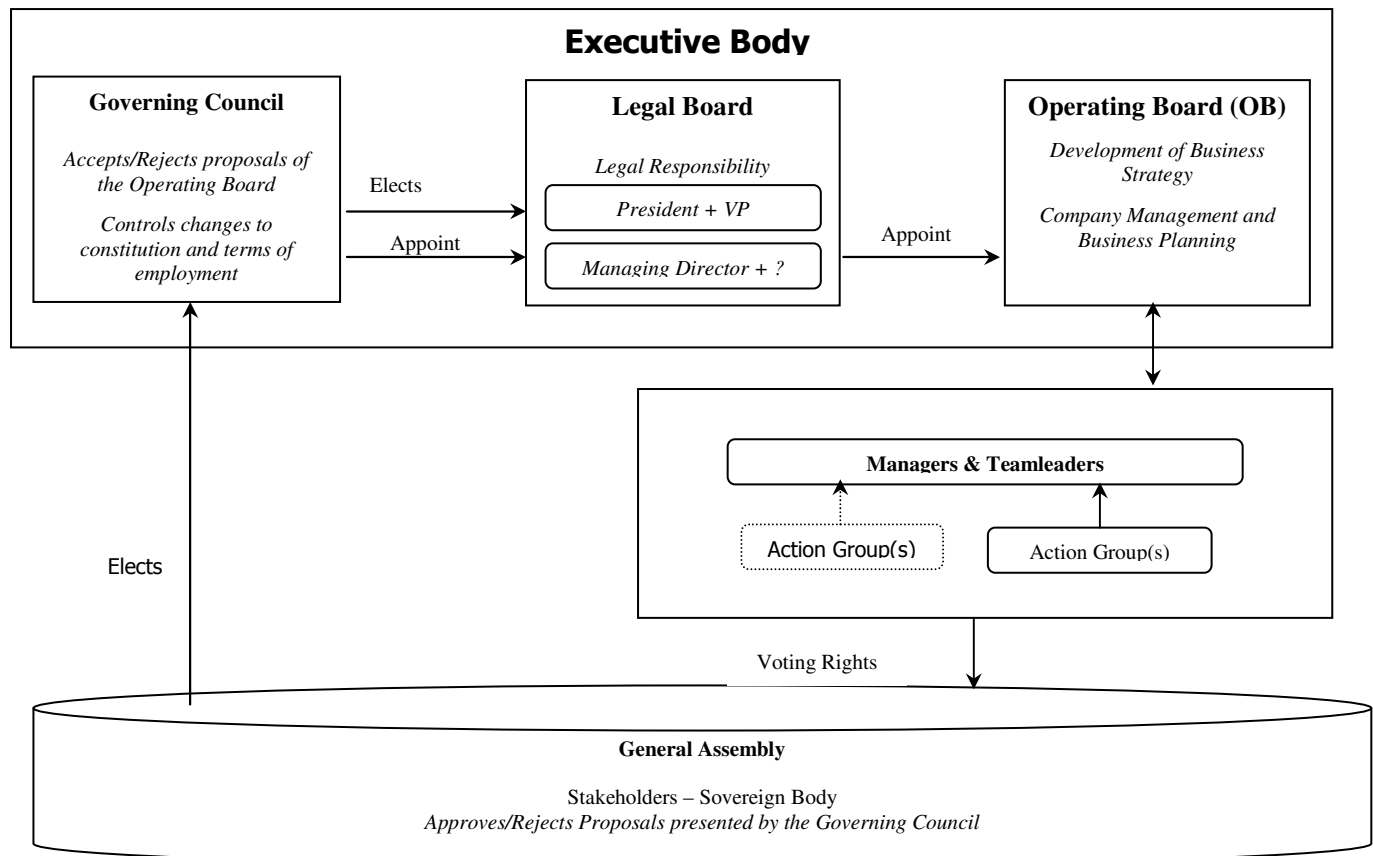 Executive Body
Governing Council
Accepts/Rejects proposals of
the Operating Board
Controls changes to
constitution and terms of
employment
Elects
Appoint
Legal Board
Legal Responsibility
President + VP
Managing Director + ?
Appoint
Operating Board (OB)
Development of Business
Strategy
Company Management and
Business Planning
Managers & Teamleaders
Action Group(s)
Action Group(s)
Elects
Voting Rights
General Assembly
Stakeholders – Sovereign Body
Approves/Rejects Proposals presented by the Governing Council